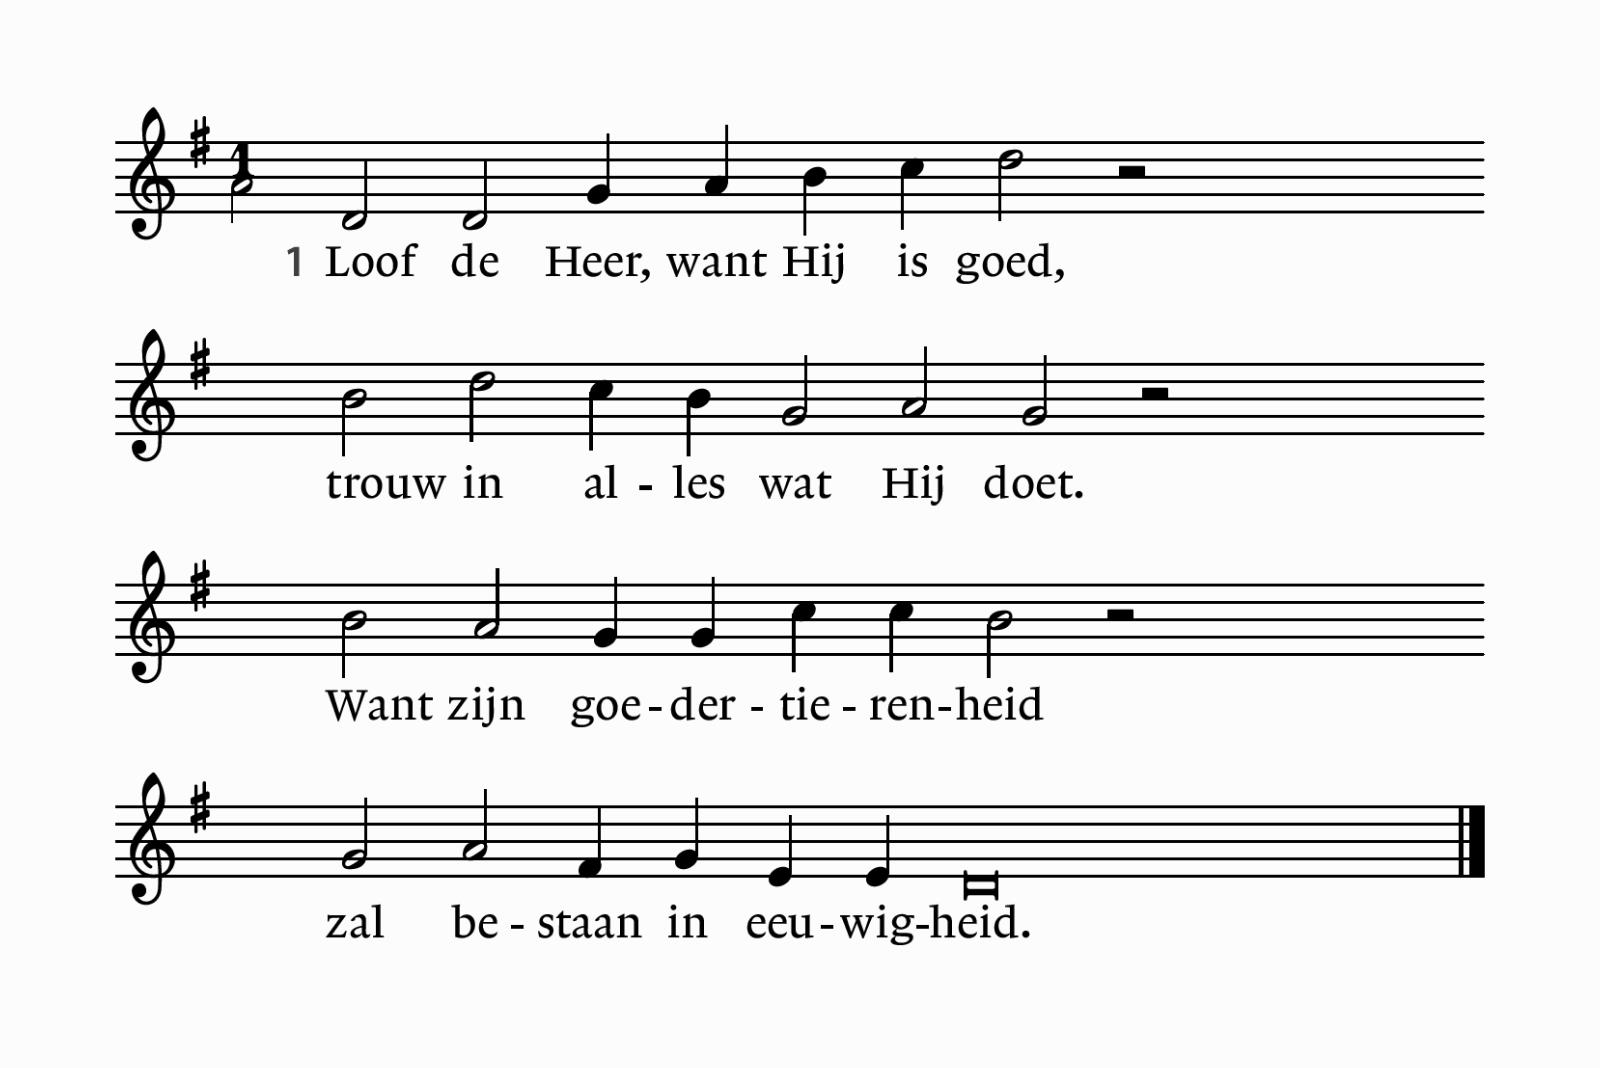 1
1 Loof de Heer, want Hij is goed,
trouw in al - les wat Hij doet.
Want zijn goe - der - tie - ren - heid
zal be - staan in eeu - wig - heid.